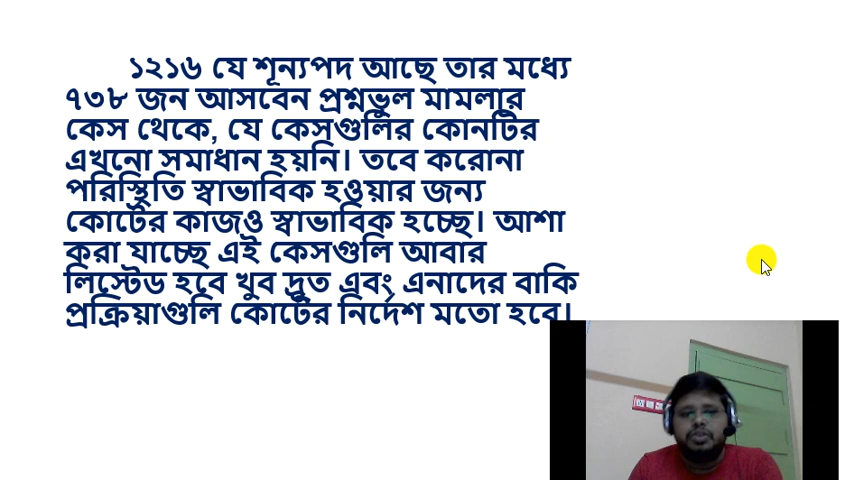 ১২১৬ যে শূন্যপদ আছে তার মধ্যে
৭৩৮ জন আসবেন প্রশ্নভুল মামলার
কেস থেকে, যে কেসগুলির কোনটির
এখনো সমাধান হয়নি। তবে করোনা
পরিস্থিতি স্বাভাবিক হওয়ার জন্য
কোর্টের কাজও স্বাভাবিক হচ্ছে। আশা
করা যাচ্ছে এই কেসগুলি আবার
লিস্টেড হবে খুব দ্রুত এবং এনাদের বাকি
প্রক্রিয়াগুলি কোর্টের নির্দেশ মতো হবে।